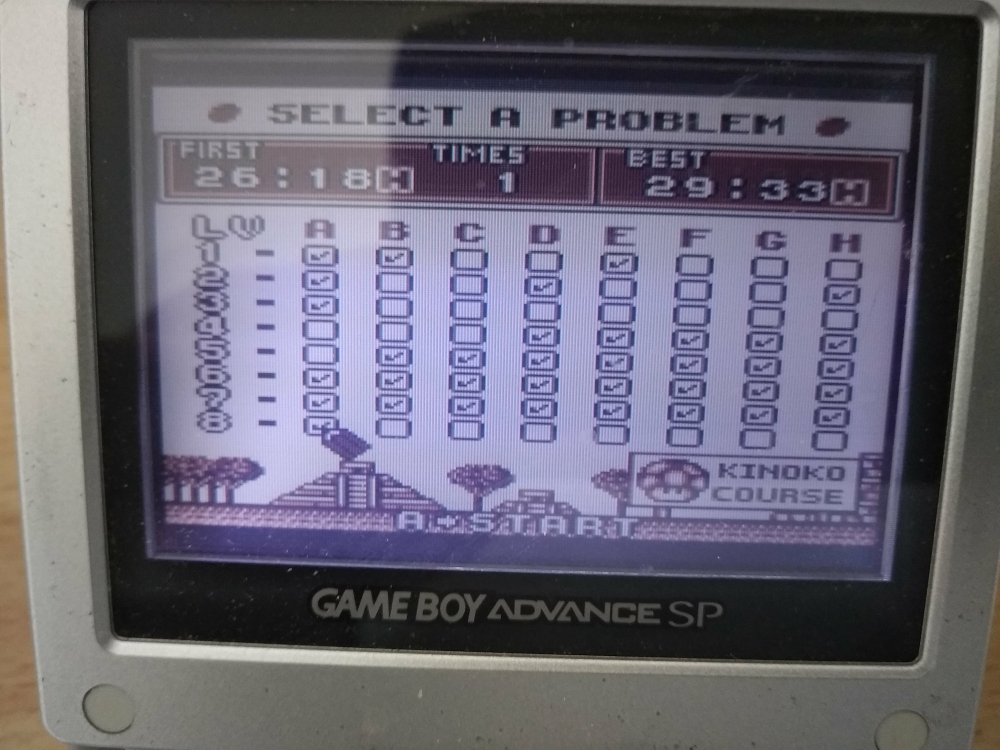 SELECT A PROBLEM
FIRST TIMES BEST
26:18 1 29:33
LV A B C D E F G H
1 -
2 -
3 -
4 -
5 -
6 -
7 -
8 -
KINOKO
COURSE
A→START
GAME BOY ADVANCE SP